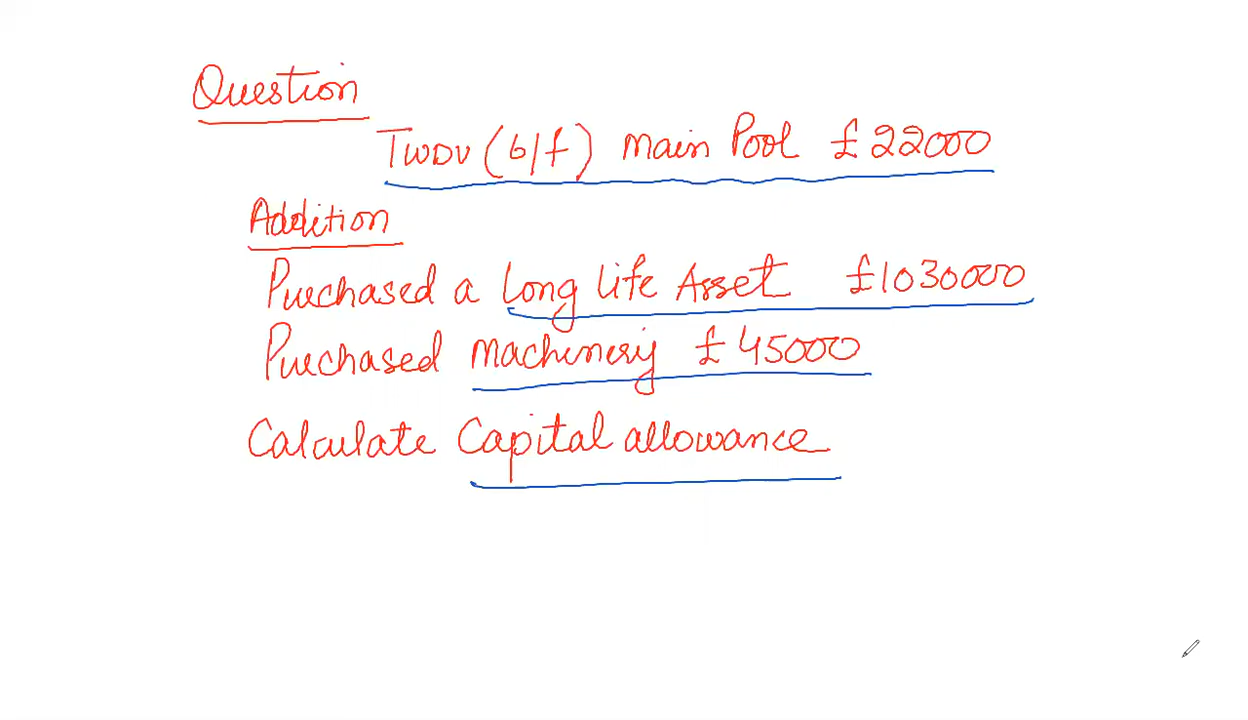 Question
TWDV (b/f) Main Pool £22000
Addition
Purchased a Long life Asset £1030000
Purchased Machinery £45000
Calculate Capital allowance